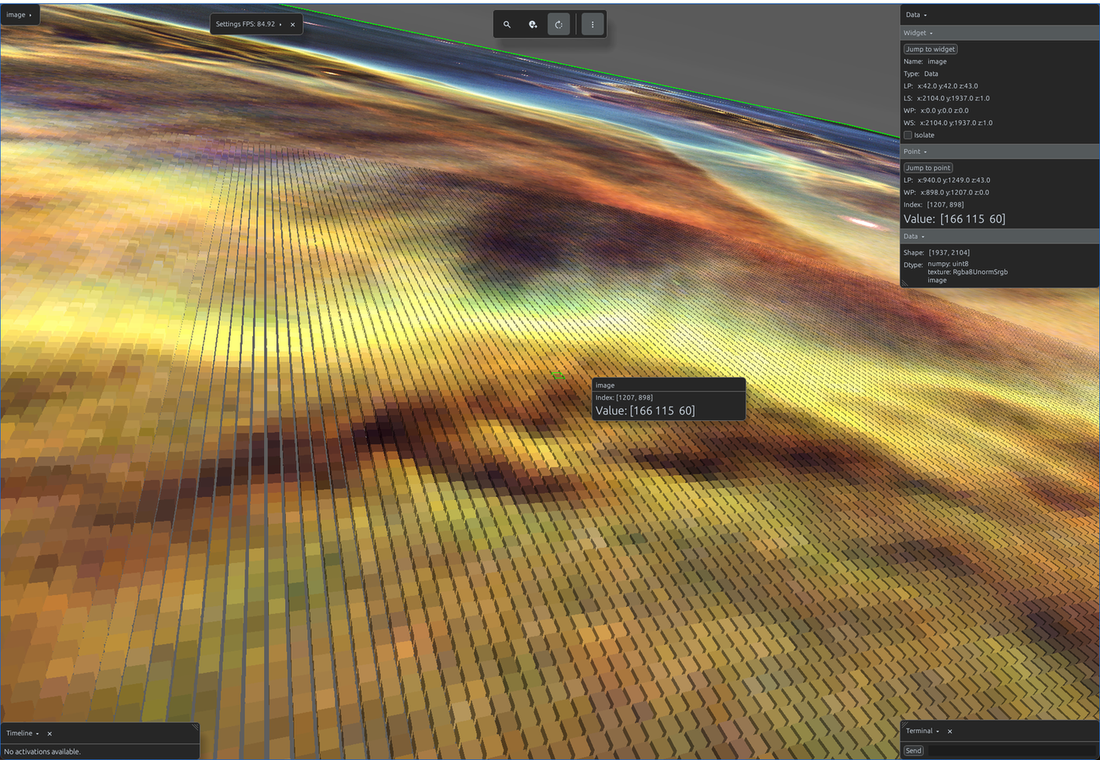 image
Settings FPS: 84.92
Data
Widget
Jump to widget
Name: image
Type: Data
LP: x:42.0 y:42.0 z:43.0
LS: x:2104.0 y:1937.0 z:1.0
WP: x:0.0 y:0.0 z:0.0
WS: x:2104.0 y:1937.0 z:1.0
Isolate
Point
Jump to point
LP: x:940.0 y:1249.0 z:43.0
WP: x:898.0 y:1207.0 z:0.0
Index: [1207, 898]
Value: [166 115 60]
Data
Shape: [1937, 2104]
Dtype: numpy: uint8
texture: Rgba8UnormSrgb
image
image
Index: [1207, 898]
Value: [166 115 60]
Timeline
No activations available.
Terminal
Send